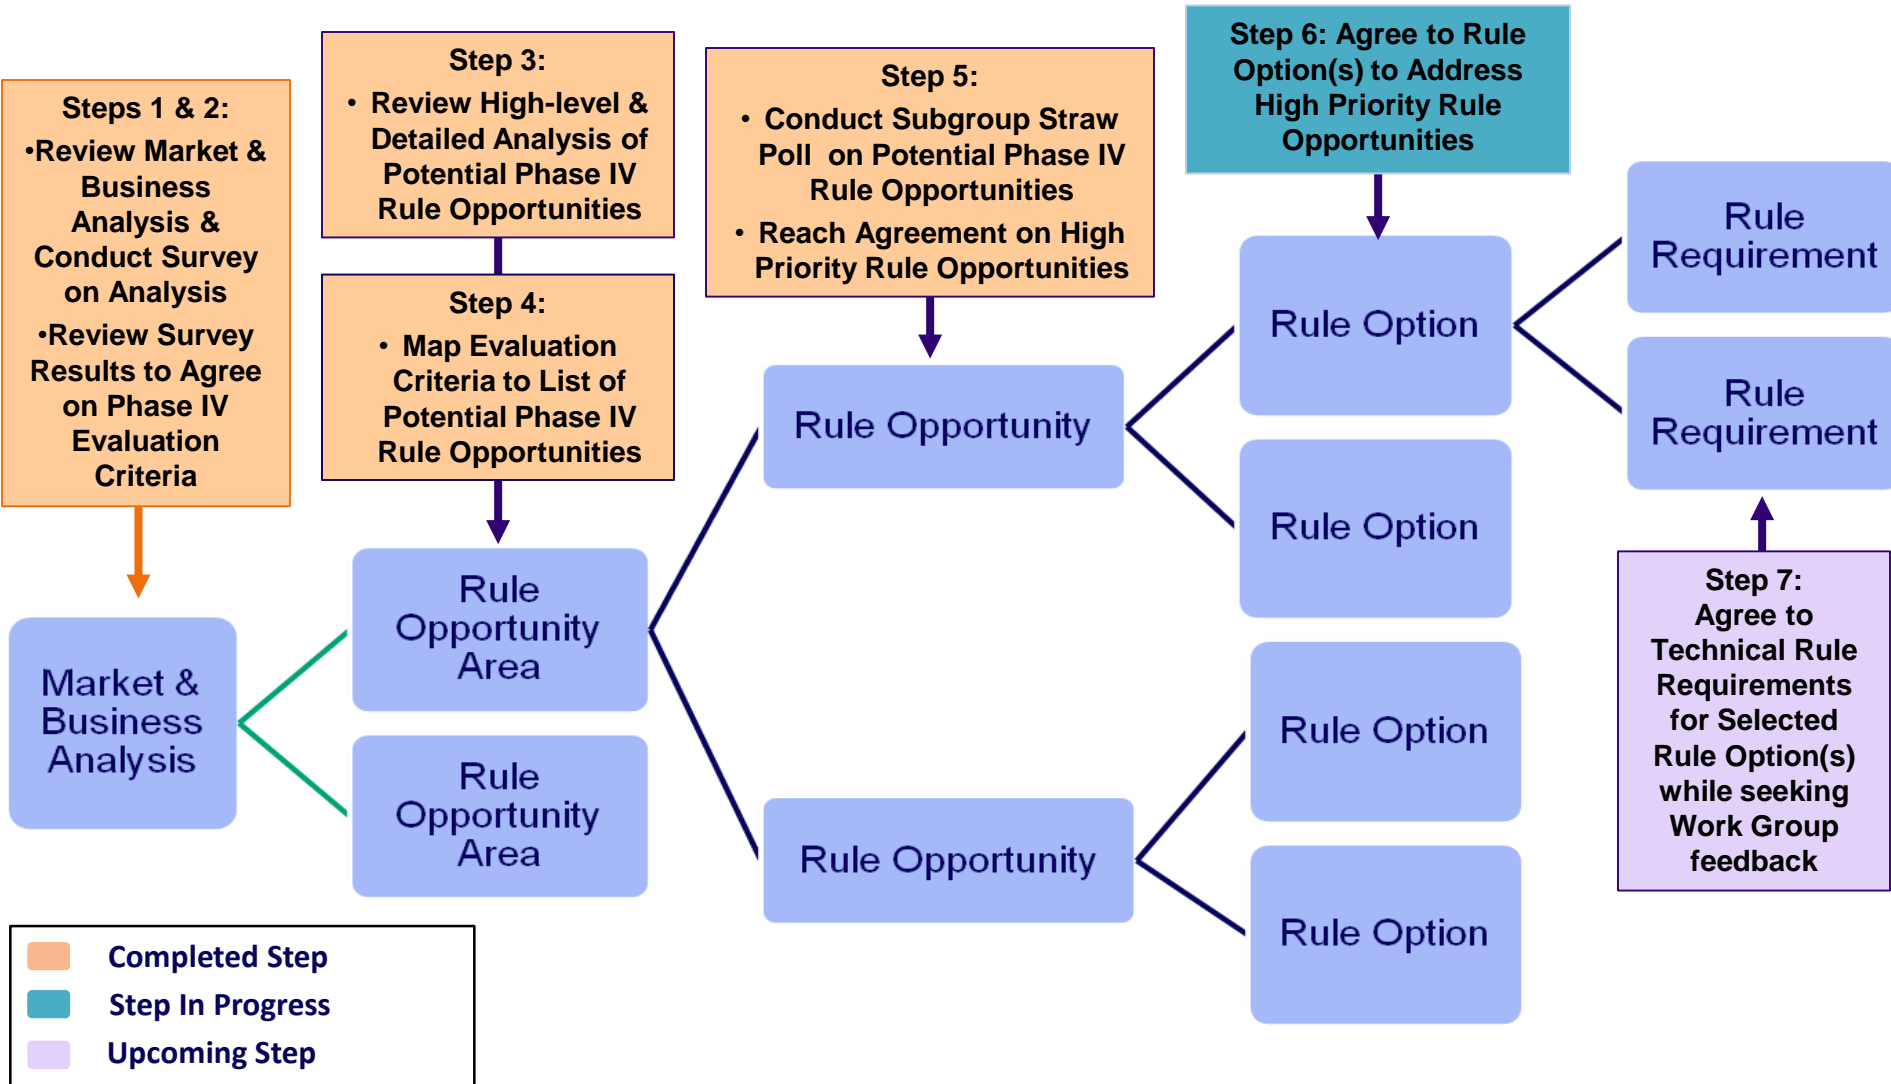 Steps 1 & 2:
•Review Market &
Business
Analysis &
Conduct Survey
on Analysis
•Review Survey
Results to Agree
on Phase IV
Evaluation
Criteria
Step 3:
• Review High-level &
Detailed Analysis of
Potential Phase IV
Rule Opportunities
Step 4:
• Map Evaluation
Criteria to List of
Potential Phase IV
Rule Opportunities
Step 5:
• Conduct Subgroup Straw
Poll on Potential Phase IV
Rule Opportunities
• Reach Agreement on High
Priority Rule Opportunities
Step 6: Agree to Rule
Option(s) to Address
High Priority Rule
Opportunities
Market &
Business
Analysis
Rule
Opportunity
Area
Rule
Opportunity
Area
Rule Opportunity
Rule Opportunity
Rule Option
Rule Option
Rule Option
Rule Option
Rule
Requirement
Rule
Requirement
Step 7:
Agree to
Technical Rule
Requirements
for Selected
Rule Option(s)
while seeking
Work Group
feedback
Completed Step
Step In Progress
Upcoming Step